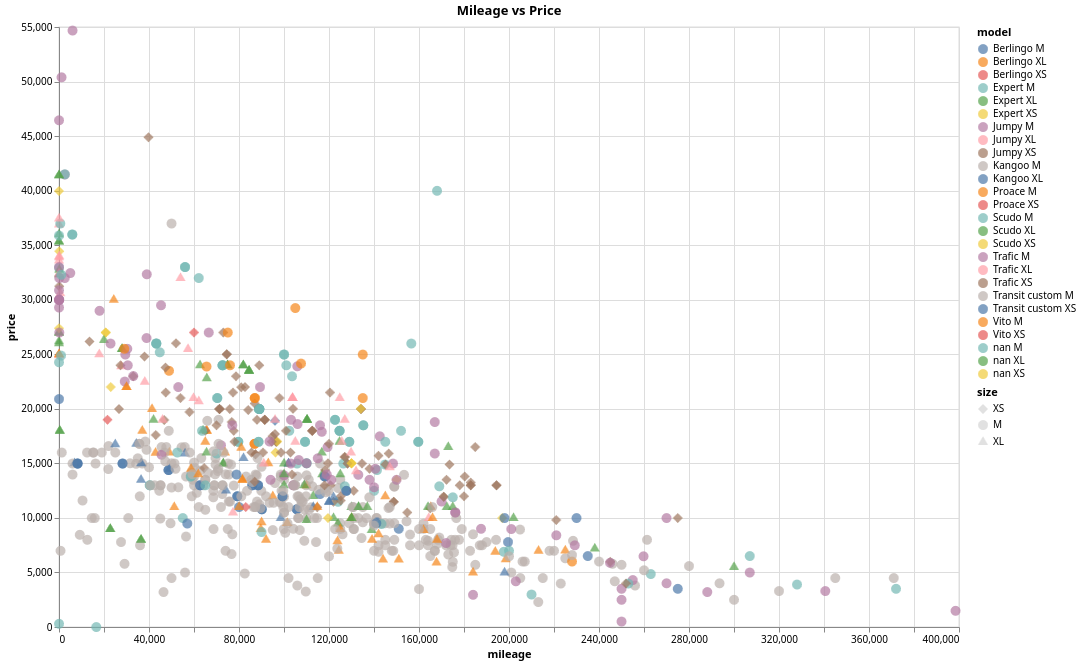 Mileage vs Price
price
55,000
50,000
45,000
40,000
35,000
30,000
25,000
20,000
15,000
10,000
5,000
0
0
40,000
80,000
120,000
160,000
200,000
240,000
280,000
320,000
360,000
400,000
mileage
model
Berlingo M
Berlingo XL
Berlingo XS
Expert M
Expert XL
Expert XS
Jumpy M
Jumpy XL
Jumpy XS
Kangoo M
Kangoo XL
Proace M
Proace XS
Scudo M
Scudo XL
Scudo XS
Trafic M
Trafic XL
Trafic XS
Transit custom M
Transit custom XS
Vito M
Vito XS
nan M
nan XL
nan XS
size
XS
M
XL